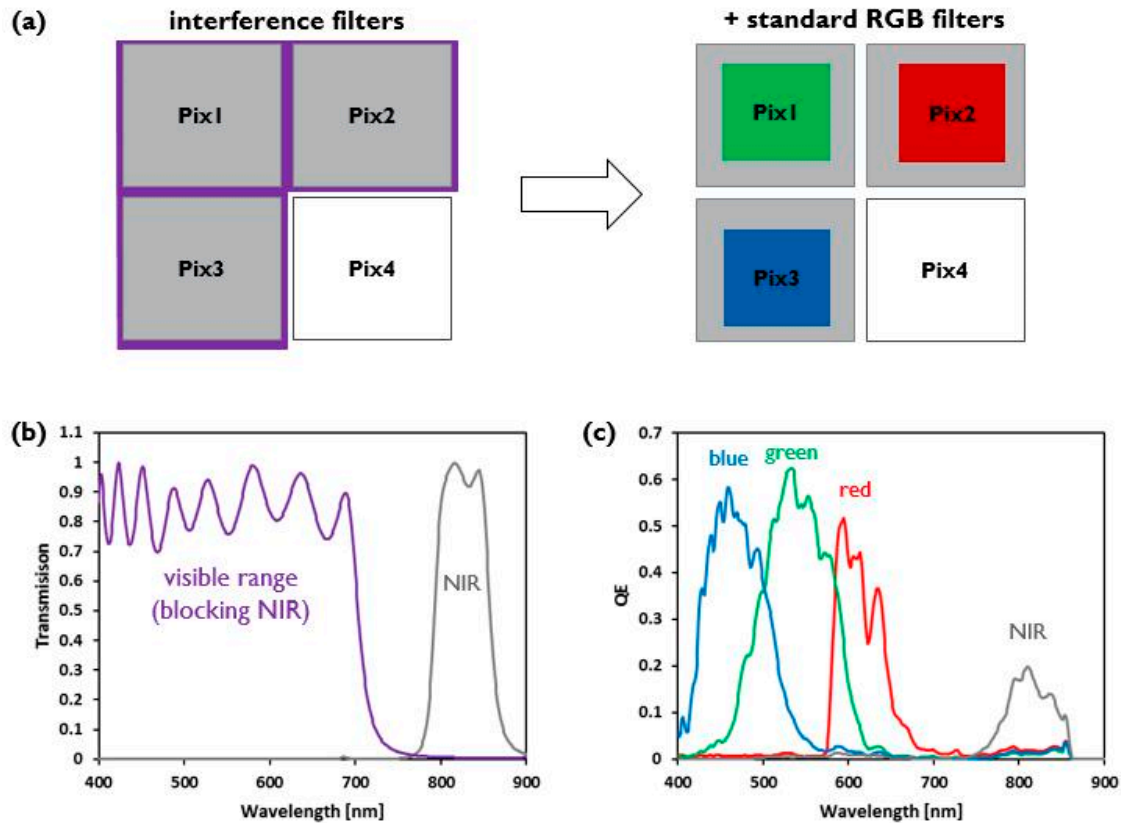 (a)
interference filters
+ standard RGB filters
Pix1
Pix2
Pix3
Pix4
Pix1
Pix2
Pix3
Pix4
(b)
1.1
1
0.9
0.8
0.7
0.6
0.5
0.4
0.3
0.2
0.1
0
Transmisison
visible range
(blocking NIR)
NIR
400
500
600
700
800
900
Wavelength [nm]
(c)
0.7
0.6
0.5
0.4
0.3
0.2
0.1
0
QE
blue
green
red
NIR
400
500
600
700
800
900
Wavelength [nm]